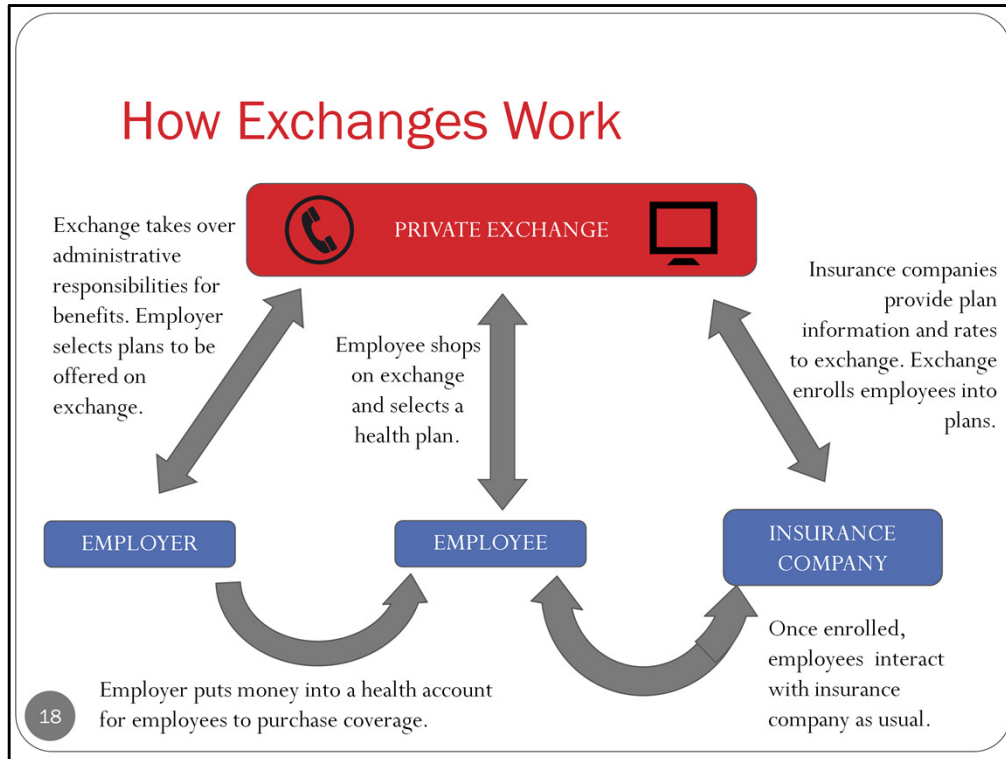 How Exchanges Work
PRIVATE EXCHANGE
Exchange takes over
administrative
responsibilities for
benefits. Employer
selects plans to be
offered on
exchange.
Employee shops
on exchange
and selects a
health plan.
Insurance companies
provide plan
information and rates
to exchange. Exchange
enrolls employees into
plans.
EMPLOYER
EMPLOYEE
INSURANCE
COMPANY
Employer puts money into a health account
for employees to purchase coverage.
Once enrolled,
employees interact
with insurance
company as usual.
18